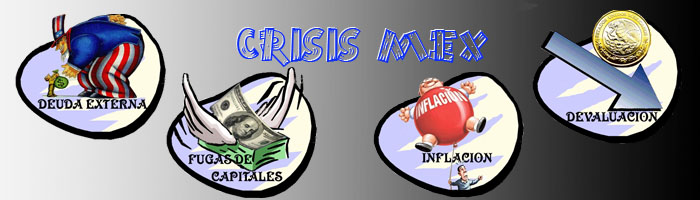 CRISIS MEX
DEUDA EXTERNA
FUGAS DE
CAPITALES
INFLACION
INFLACION
DEVALUACION